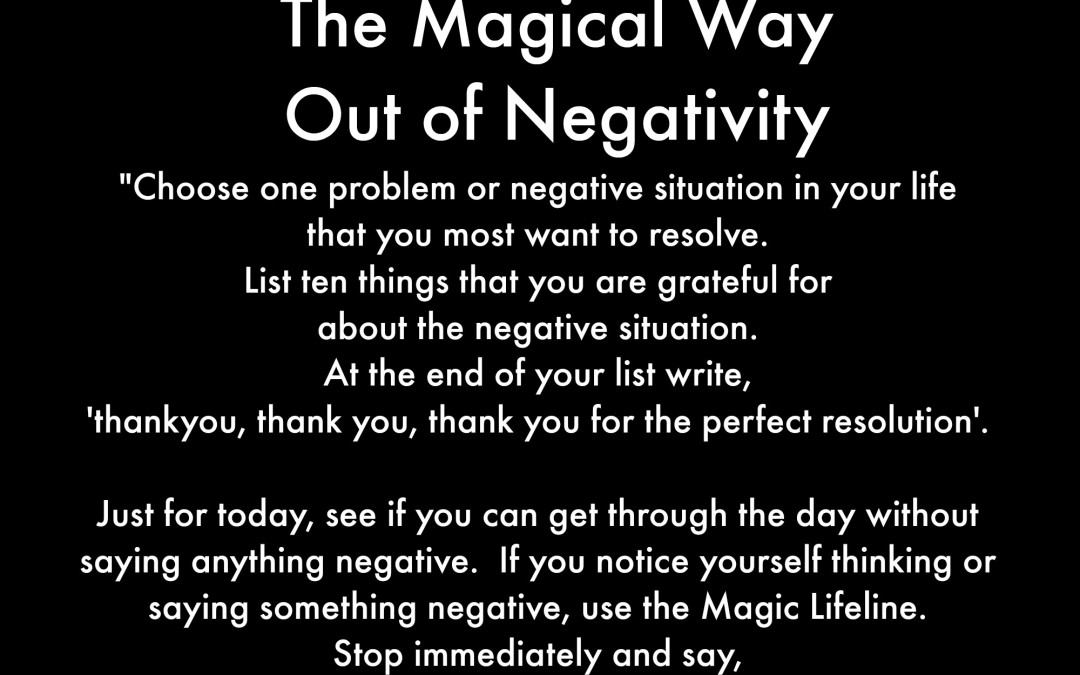 The Magical Way
Out of Negativity
"Choose one problem or negative situation in your life
that you most want to resolve.
List ten things that you are grateful for
about the negative situation.
At the end of your list write,
'thankyou, thank you, thank you for the perfect resolution'.
Just for today, see if you can get through the day without
saying anything negative.  If you notice yourself thinking or
saying something negative, use the Magic Lifeline.
Stop immediately and say,